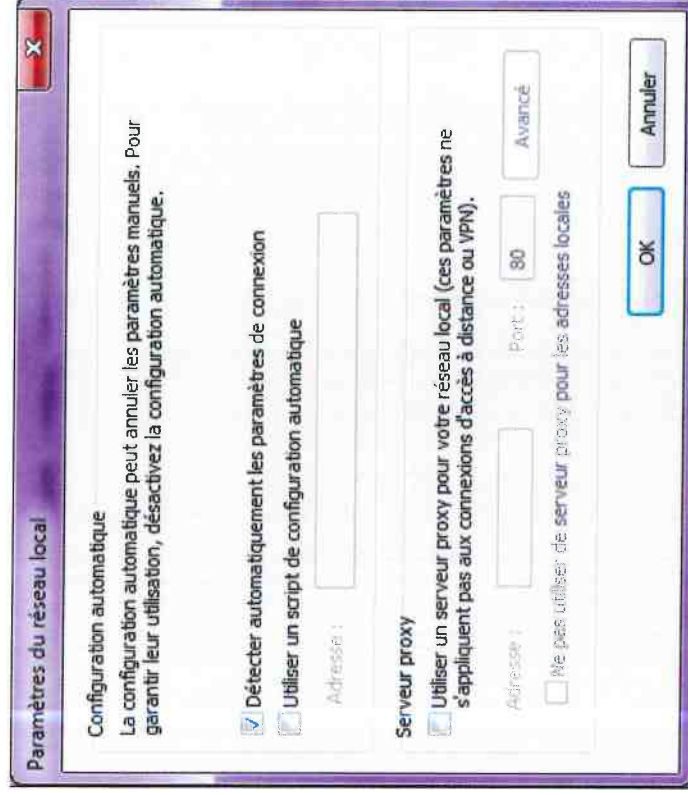 Paramètres du réseau local
Configuration automatique
La configuration automatique peut annuler les paramètres manuels. Pour
garantir leur utilisation, désactivez la configuration automatique.
Détecter automatiquement les paramètres de connexion
Utiliser un script de configuration automatique
Adresse :
Serveur proxy
Utiliser un serveur proxy pour votre réseau local (ces paramètres ne
s'appliquent pas aux connexions d'accès à distance ou VPN).
Adresse : Port : 80 Avancé
Ne pas utiliser de serveur proxy pour les adresses locales
OK Annuler